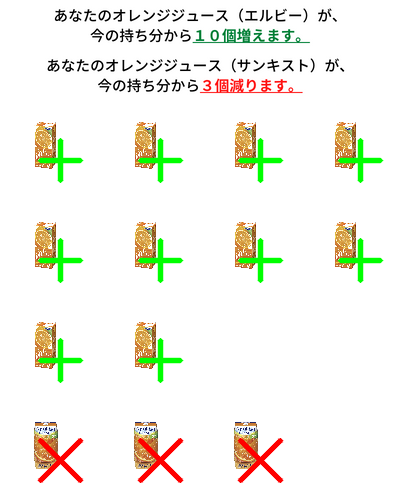 あなたのオレンジジュース（エルビー）が、
今の持ち分から１０個増えます。
あなたのオレンジジュース（サンキスト）が、
今の持ち分から３個減ります。